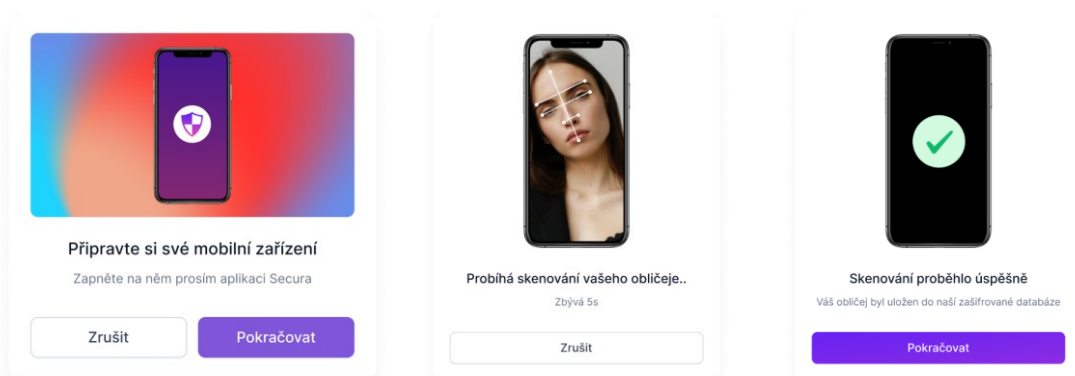 Připravte si své mobilní zařízení
Zapněte na něm prosím aplikaci Secura
Zrušit
Pokračovat
Probíhá skenování vašeho obličeje..
Zbývá 5s
Zrušit
Skenování proběhlo úspěšně
Váš obličej byl uložen do naší zašifrované databáze
Pokračovat